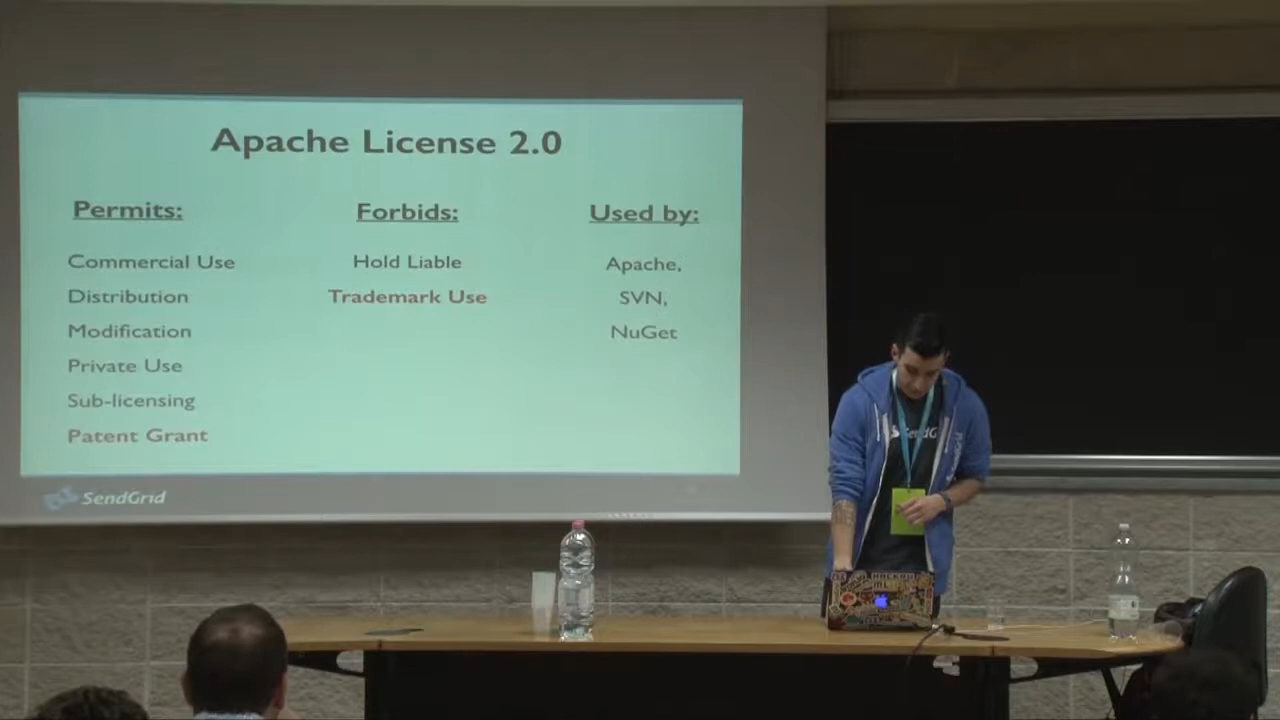 Apache License 2.0
Permits:
Commercial Use
Distribution
Modification
Private Use
Sub-licensing
Patent Grant
Forbids:
Hold Liable
Trademark Use
Used by:
Apache,
SVN,
NuGet
SendGrid
SendG